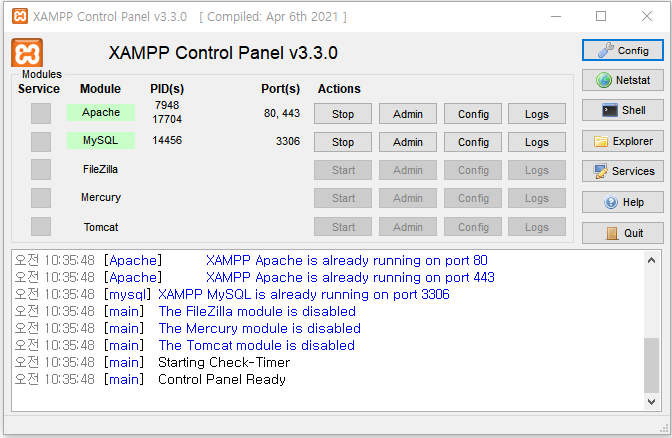 XAMPP Control Panel v3.3.0 [ Compiled: Apr 6th 2021 ]
XAMPP Control Panel v3.3.0
Config
Modules
Service Module PID(s) Port(s) Actions
Netstat
Apache 7948 17704 80, 443 Stop Admin Config Logs
Shell
MySQL 14456 3306 Stop Admin Config Logs
Explorer
FileZilla Start Admin Config Logs
Services
Mercury Start Admin Config Logs
Help
Tomcat Start Admin Config Logs
Quit
오전 10:35:48 [Apache] XAMPP Apache is already running on port 80
오전 10:35:48 [Apache] XAMPP Apache is already running on port 443
오전 10:35:48 [mysql] XAMPP MySQL is already running on port 3306
오전 10:35:48 [main] The FileZilla module is disabled
오전 10:35:48 [main] The Mercury module is disabled
오전 10:35:48 [main] The Tomcat module is disabled
오전 10:35:48 [main] Starting Check-Timer
오전 10:35:48 [main] Control Panel Ready